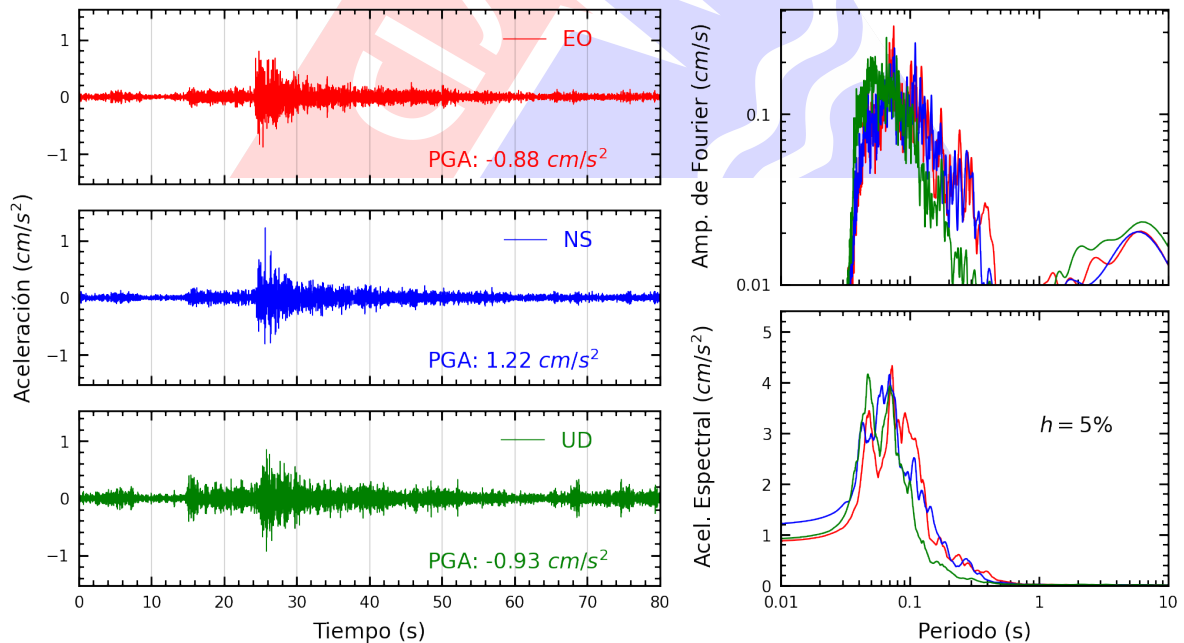 Aceleración (cm/s²)
1
0
−1
EO
PGA: -0.88 cm/s²
1
0
−1
NS
PGA: 1.22 cm/s²
1
0
−1
UD
PGA: -0.93 cm/s²
0 10 20 30 40 50 60 70 80
Tiempo (s)
Amp. de Fourier (cm/s)
0.1
0.01
Acel. Espectral (cm/s²)
5
4
3
2
1
0
h = 5%
0.01 0.1 1 10
Periodo (s)